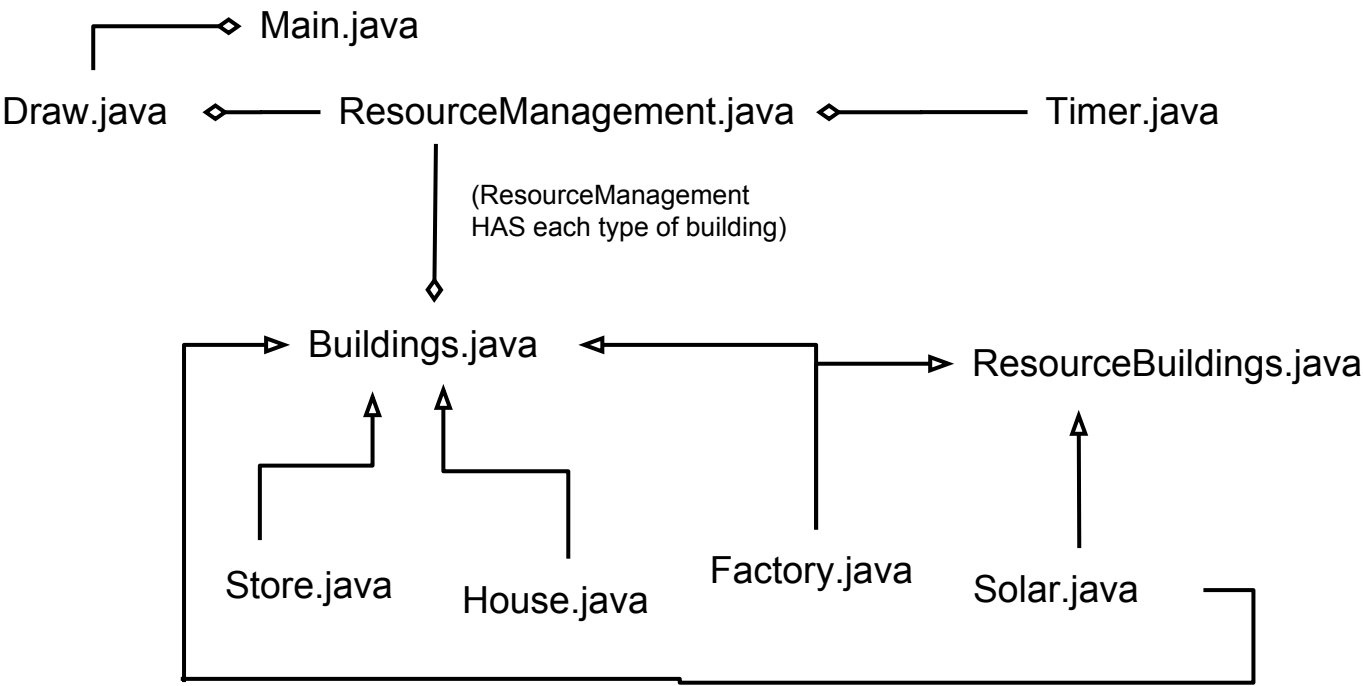 Main.java
Draw.java
ResourceManagement.java
Timer.java
(ResourceManagement
HAS each type of building)
Buildings.java
ResourceBuildings.java
Store.java
House.java
Factory.java
Solar.java